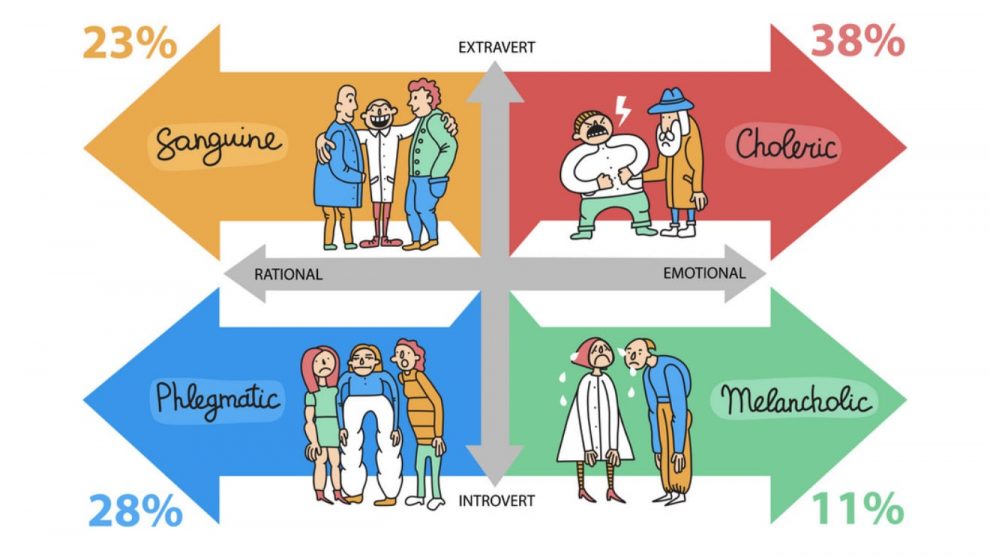 23%
EXTRAVERT
38%
Sanguine
Choleric
RATIONAL
EMOTIONAL
Phlegmatic
Melancholic
28%
INTROVERT
11%